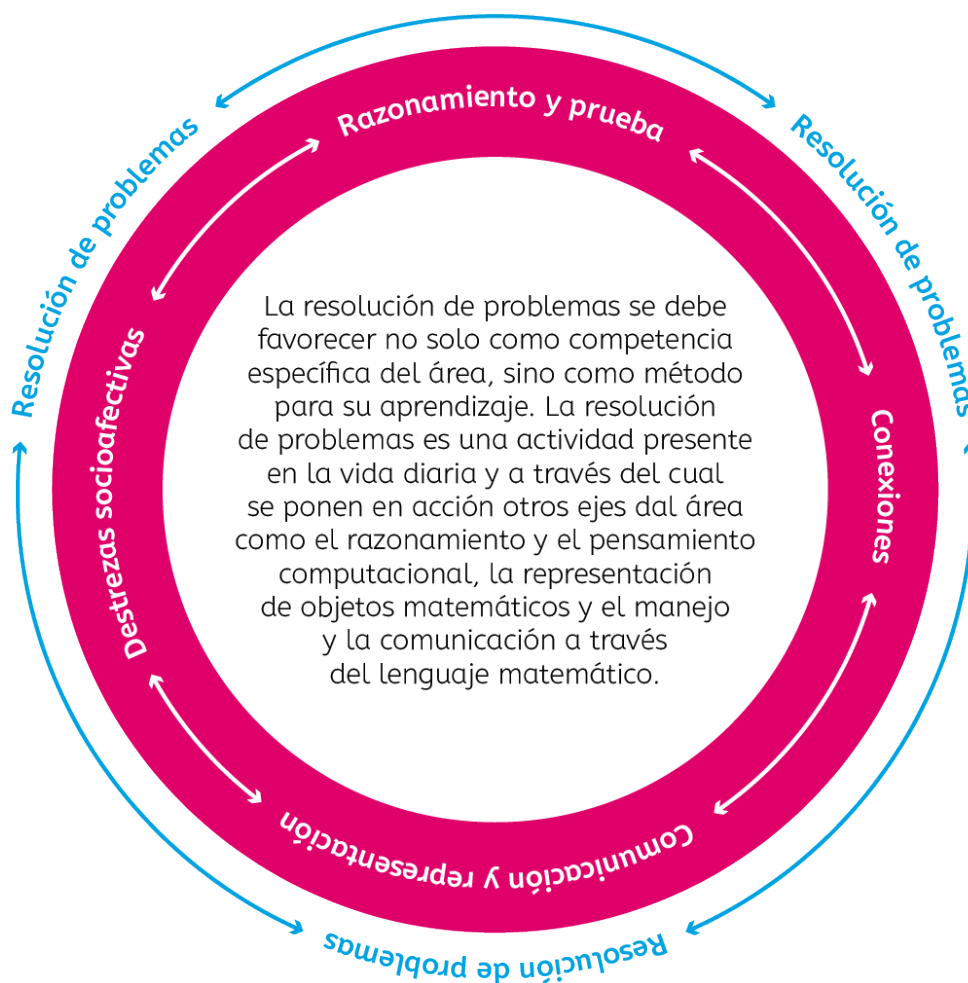 Resolución de problemas
Resolución de problemas
Resolución de problemas
Razonamiento y prueba
Conexiones
Comunicación y representación
Destrezas socioafectivas
La resolución de problemas se debe
favorecer no solo como competencia
específica del área, sino como método
para su aprendizaje. La resolución
de problemas es una actividad presente
en la vida diaria y a través del cual
se ponen en acción otros ejes dal área
como el razonamiento y el pensamiento
computacional, la representación
de objetos matemáticos y el manejo
y la comunicación a través
del lenguaje matemático.